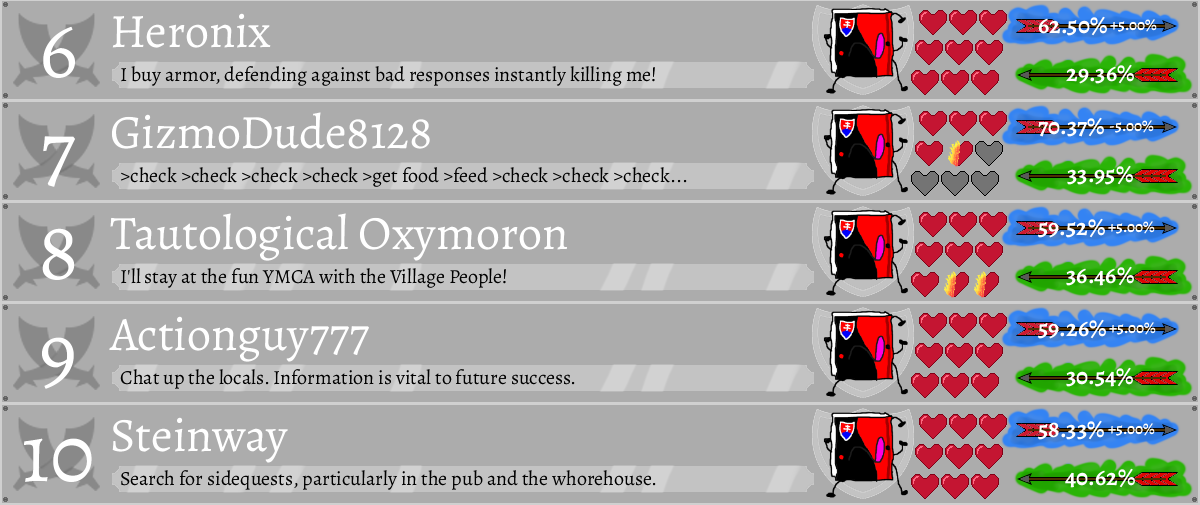 6 Heronix 62.50% +5.00%
I buy armor, defending against bad responses instantly killing me! 29.36%
7 GizmoDude8128 70.37% -5.00%
>check >check >check >check >get food >feed >check >check >check... 33.95%
8 Tautological Oxymoron 59.52% +5.00%
I'll stay at the fun YMCA with the Village People! 36.46%
9 Actionguy777 59.26% +5.00%
Chat up the locals. Information is vital to future success. 30.54%
10 Steinway 58.33% +5.00%
Search for sidequests, particularly in the pub and the whorehouse. 40.62%